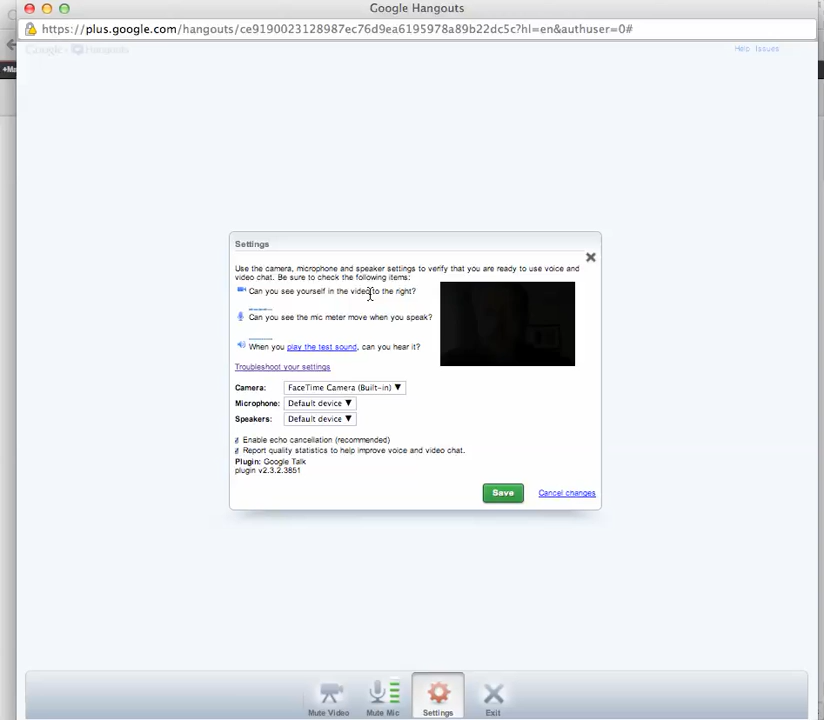 Google Hangouts
https://plus.google.com/hangouts/ce9190023128987ec76d9ea6195978a89b22dc5c?hl=en&authuser=0#
Google+ Hangouts
Help Issues
+Ma
Settings
Use the camera, microphone and speaker settings to verify that you are ready to use voice and
video chat. Be sure to check the following items:
Can you see yourself in the video to the right?
Can you see the mic meter move when you speak?
When you play the test sound, can you hear it?
Troubleshoot your settings
Camera: FaceTime Camera (Built-in)
Microphone: Default device
Speakers: Default device
Enable echo cancellation (recommended)
Report quality statistics to help improve voice and video chat.
Plugin: Google Talk
plugin v2.3.2.3851
Save Cancel changes
Mute Video Mute Mic Settings Exit